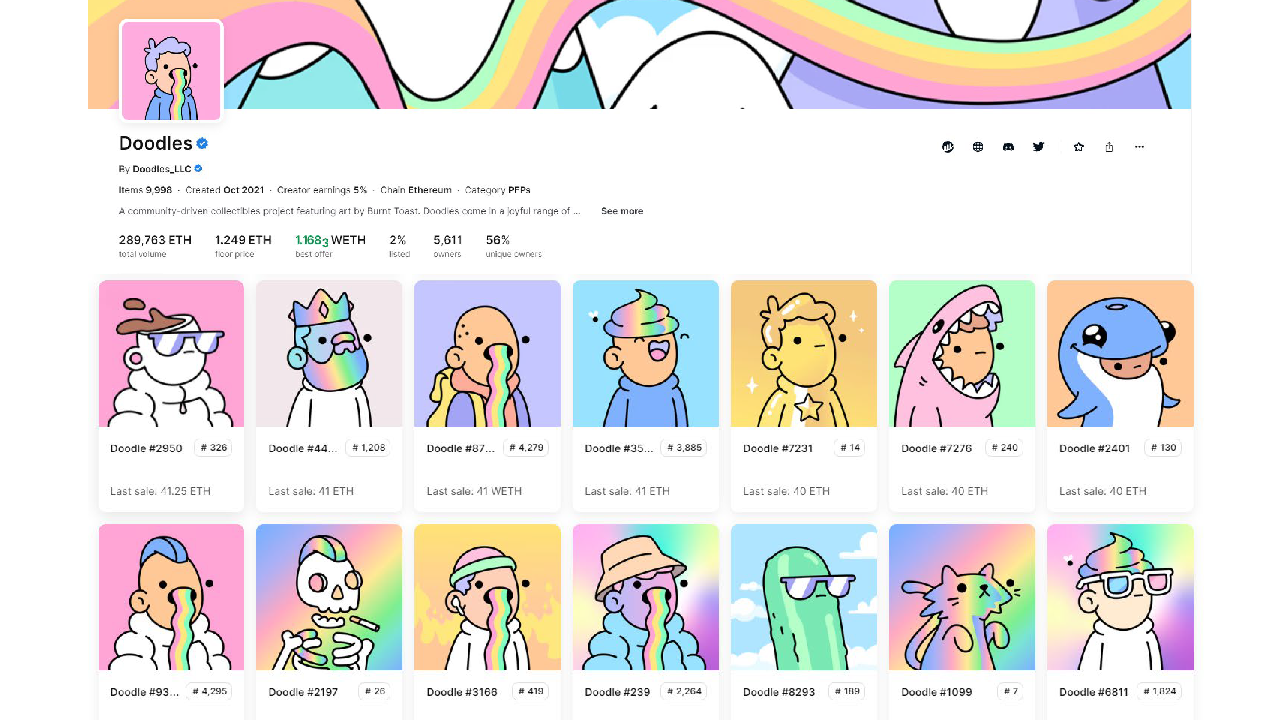 Doodles
By Doodles_LLC
Items 9,998 · Created Oct 2021 · Creator earnings 5% · Chain Ethereum · Category PFPs
A community-driven collectibles project featuring art by Burnt Toast. Doodles come in a joyful range of ... See more
289,763 ETH 1.249 ETH 1.1683 WETH 2% 5,611 56%
total volume floor price best offer listed owners unique owners
Doodle #2950 # 326 Doodle #44... # 1,208 Doodle #87... # 4,279 Doodle #35... # 3,885 Doodle #7231 # 14 Doodle #7276 # 240 Doodle #2401 # 130
Last sale: 41.25 ETH Last sale: 41 ETH Last sale: 41 WETH Last sale: 41 ETH Last sale: 40 ETH Last sale: 40 ETH Last sale: 40 ETH
Doodle #93... # 4,295 Doodle #2197 # 26 Doodle #3166 # 419 Doodle #239 # 2,264 Doodle #8293 # 189 Doodle #1099 # 7 Doodle #6811 # 1,824